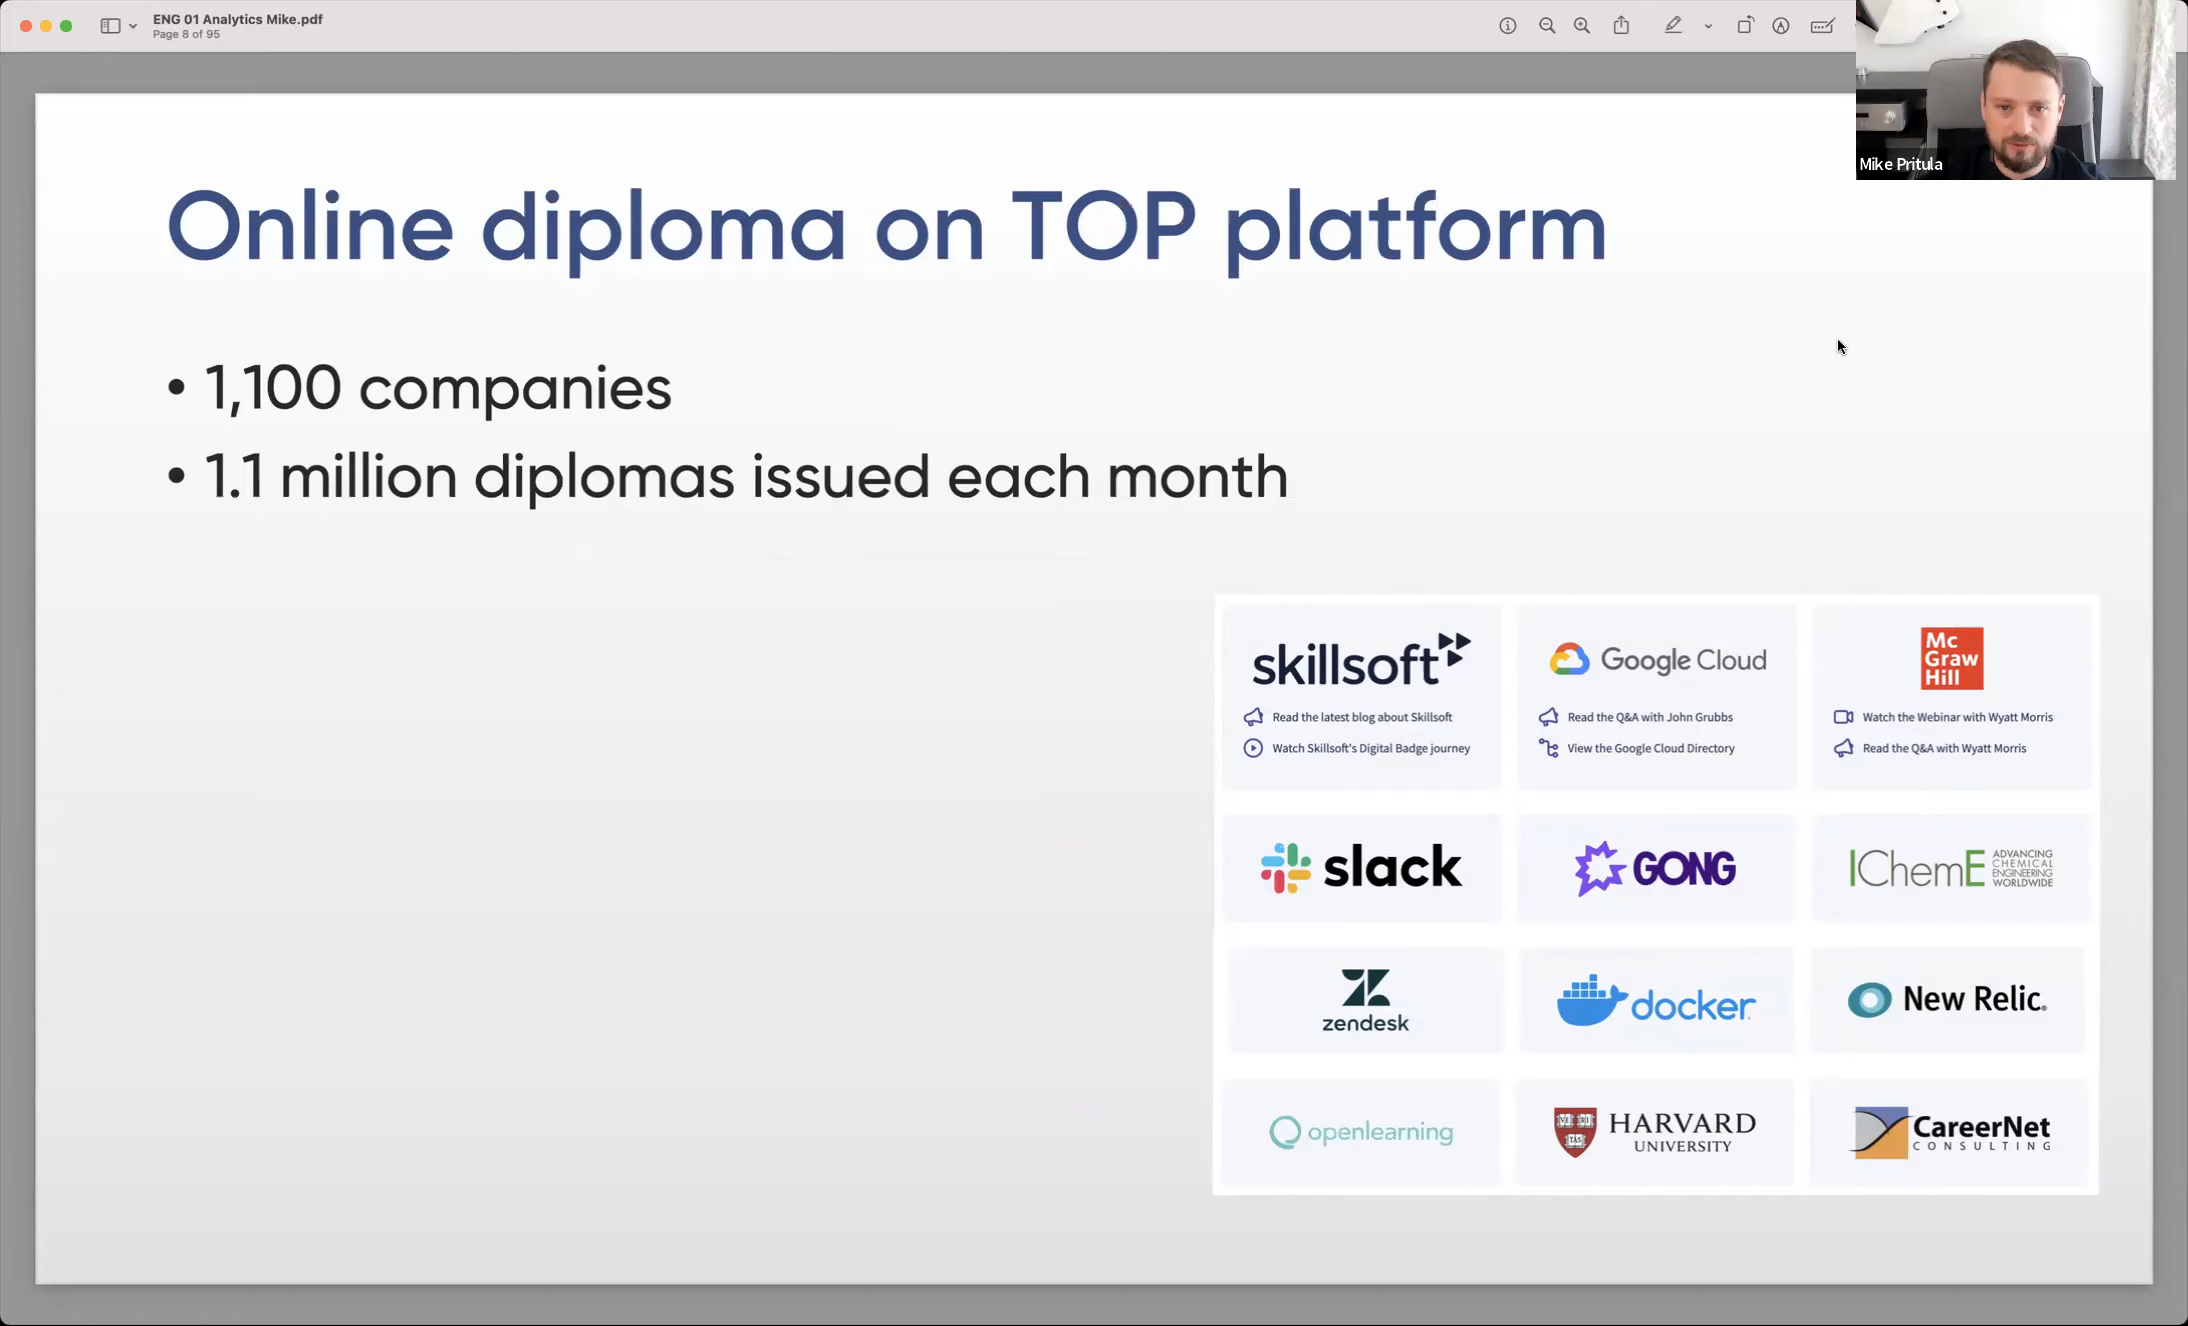 ENG 01 Analytics Mike.pdf
Page 8 of 95
Mike Pritula
Online diploma on TOP platform
• 1,100 companies
• 1.1 million diplomas issued each month
skillsoft
Read the latest blog about Skillsoft
Watch Skillsoft's Digital Badge journey
Google Cloud
Read the Q&A with John Grubbs
View the Google Cloud Directory
Mc
Graw
Hill
Watch the Webinar with Wyatt Morris
Read the Q&A with Wyatt Morris
slack
GONG
IChemE
ADVANCING
CHEMICAL
ENGINEERING
WORLDWIDE
zendesk
docker
New Relic®
openlearning
VE RI
TAS
HARVARD
UNIVERSITY
CareerNet
CONSULTING